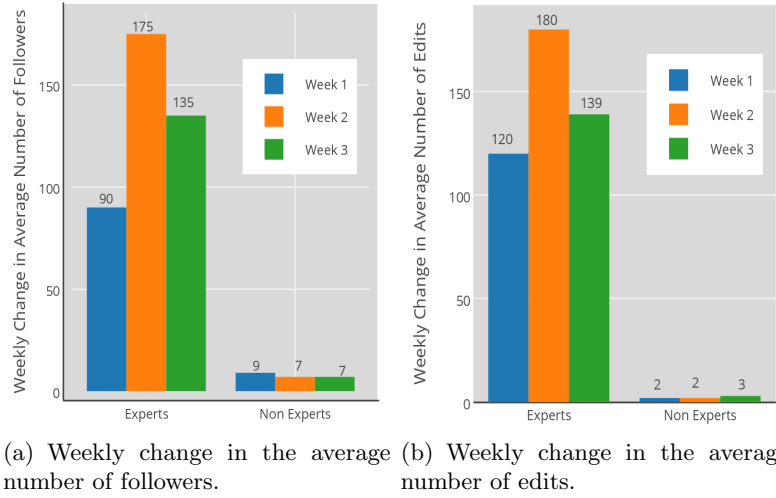 Weekly Change in Average Number of Followers
150
100
50
0
175
135
90
9
7
7
Week 1
Week 2
Week 3
Experts
Non Experts
Weekly Change in Average Number of Edits
150
100
50
0
180
139
120
2
2
3
Week 1
Week 2
Week 3
Experts
Non Experts
(a) Weekly change in the average
number of followers.
(b) Weekly change in the averag
number of edits.